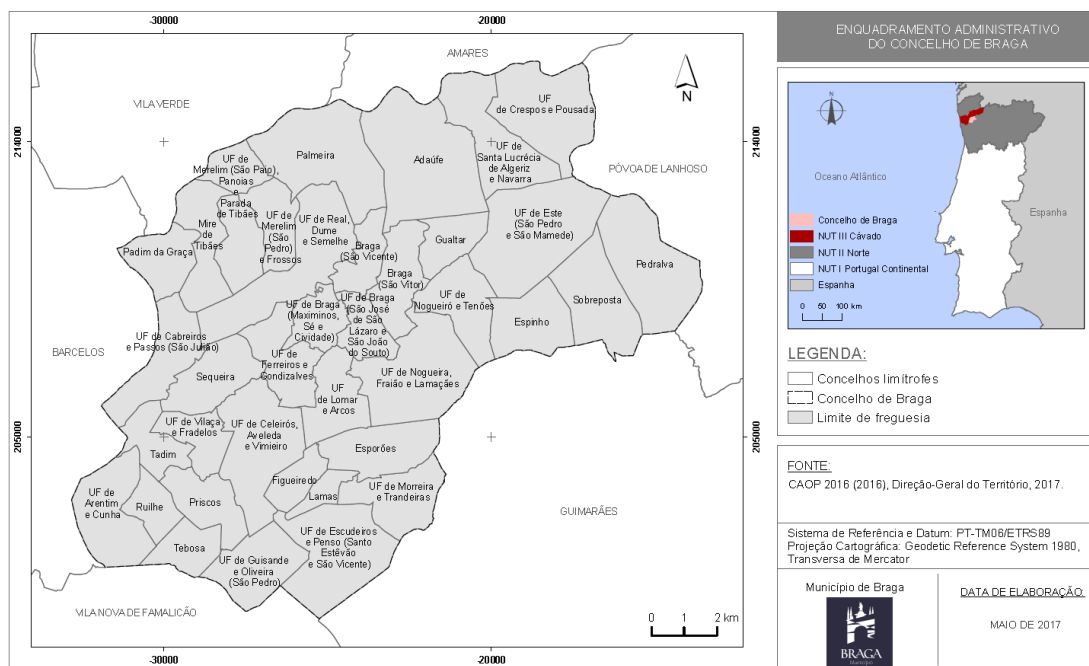 -30000
-20000
ENQUADRAMENTO ADMINISTRATIVO
DO CONCELHO DE BRAGA
AMARES
VILA VERDE
PÓVOA DE LANHOSO
BARCELOS
GUIMARÃES
VILA NOVA DE FAMALICÃO
N
214000
214000
205000
205000
UF
de Crespos e Pousada
UF de
Santa Lucrécia
de Algeriz
e Navarra
Adaúfe
Palmeira
UF de
Merelim (São Paio),
Panoias
e
Parada
de Tibães
Mire
de
Tibães
UF de
Merelim
(São
Pedro)
e Frossos
UF de Real,
Dume
e Semelhe
Padim da Graça
Braga
(São Vicente)
Gualtar
UF de Este
(São Pedro
e São Mamede)
Pedralva
Braga
(São Vítor)
UF de
Nogueiró e Tenões
Sobreposta
Espinho
UF de Braga
(Maximinos,
Sé e
Cividade)
UF de Braga
(São José
de São
Lázaro e
São João
do Souto)
UF de Cabreiros
e Passos (São Julião)
Sequeira
UF de
Ferreiros e
Gondizalves
UF de Nogueira,
Fraião e Lamaçães
UF
de Lomar
e Arcos
UF de Vilaça
e Fradelos
UF de Celeirós,
Aveleda
e Vimieiro
Esporões
Tadim
Figueiredo
Lamas
UF de Morreira
e Trandeiras
UF de
Arentim
e Cunha
Ruilhe
Priscos
Tebosa
UF de Escudeiros
e Penso (Santo
Estêvão
e São Vicente)
UF de Guisande
e Oliveira
(São Pedro)
0 1 2 km
-30000
-20000
N
Oceano Atlântico
Espanha
Concelho de Braga
NUT III Cávado
NUT II Norte
NUT I Portugal Continental
Espanha
0 50 100 km
LEGENDA:
Concelhos limítrofes
Concelho de Braga
Limite de freguesia
FONTE:
CAOP 2016 (2016), Direção-Geral do Território, 2017.
Sistema de Referência e Datum: PT-TM06/ETRS89
Projeção Cartográfica: Geodetic Reference System 1980,
Transversa de Mercator
Município de Braga
BRAGA
Município
DATA DE ELABORAÇÃO:
MAIO DE 2017